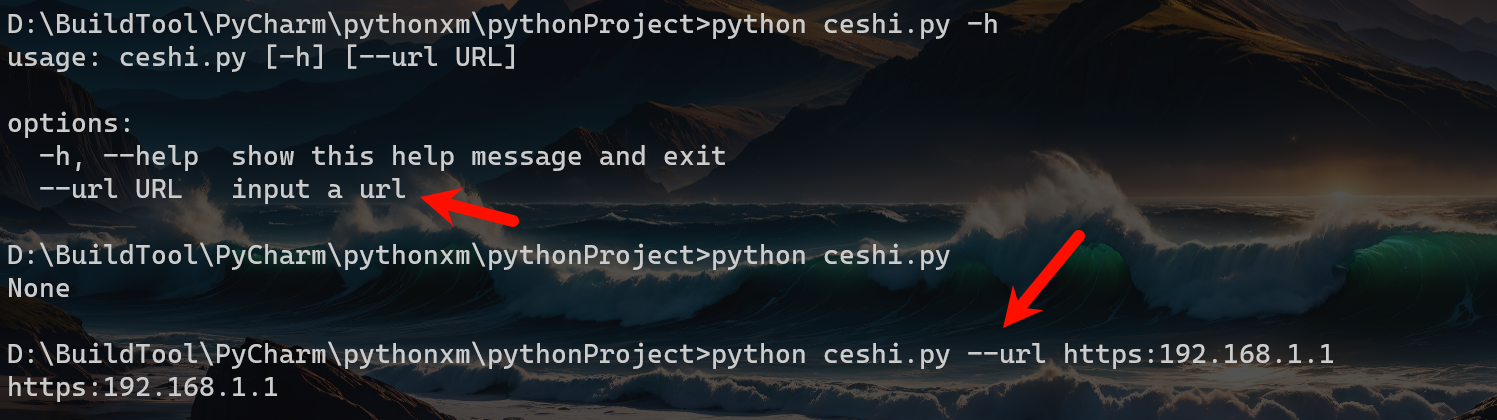 D:\BuildTool\PyCharm\pythonxm\pythonProject>python ceshi.py -h
usage: ceshi.py [-h] [--url URL]
options:
  -h, --help  show this help message and exit
  --url URL   input a url
D:\BuildTool\PyCharm\pythonxm\pythonProject>python ceshi.py
None
D:\BuildTool\PyCharm\pythonxm\pythonProject>python ceshi.py --url https:192.168.1.1
https:192.168.1.1